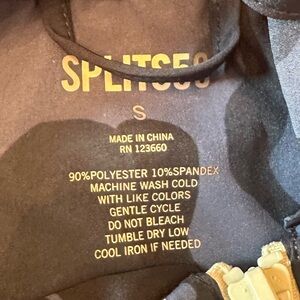 SPLITS59
S
MADE IN CHINA
RN 123660
90%POLYESTER 10%SPANDEX
MACHINE WASH COLD
WITH LIKE COLORS
GENTLE CYCLE
DO NOT BLEACH
TUMBLE DRY LOW
COOL IRON IF NEEDED